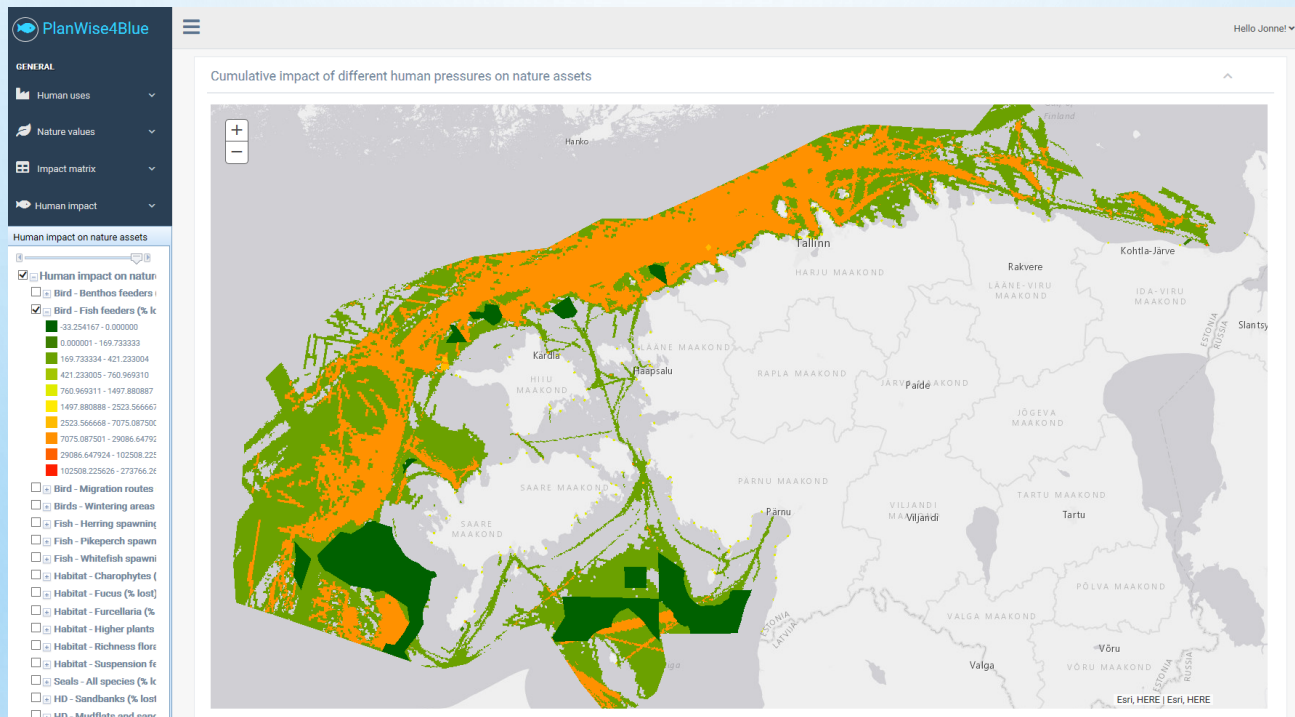 PlanWise4Blue
Hello Jonne!
GENERAL
Human uses
Nature values
Impact matrix
Human impact
Human impact on nature assets
Human impact on natur
Bird - Benthos feeders
Bird - Fish feeders (% lo
-33.254167 - 0.000000
0.000001 - 169.733333
169.733334 - 421.233004
421.233005 - 760.969310
760.969311 - 1497.880887
1497.880888 - 2523.566667
2523.566668 - 7075.087500
7075.087501 - 29086.64792
29086.647924 - 102508.225
102508.225626 - 273766.26
Bird - Migration routes
Birds - Wintering areas
Fish - Herring spawning
Fish - Pikeperch spawn
Fish - Whitefish spawni
Habitat - Charophytes (
Habitat - Fucus (% lost)
Habitat - Furcellaria (%
Habitat - Higher plants
Habitat - Richness flora
Habitat - Suspension fe
Seals - All species (% lo
HD - Sandbanks (% lost
HD - Mudflats and sand
Cumulative impact of different human pressures on nature assets
+
−
Finland
Hanko
Tallinn
Kohtla-Järve
HARJU MAAKOND
Rakvere
LÄÄNE-VIRU
MAAKOND
IDA-VIRU
MAAKOND
Slantsy
ESTONIA
RUSSIA
LÄÄNE MAAKOND
Kärdla
Haapsalu
HIIU
MAAKOND
RAPLA MAAKOND
JÄRVA MAAKOND
Paide
JÕGEVA
MAAKOND
SAARE MAAKOND
PÄRNU MAAKOND
TARTU MAAKOND
VILJANDI
MAAKOND
Viljandi
Tartu
Pärnu
SAARE
MAAKOND
PÕLVA MAAKOND
VALGA MAAKOND
ESTONIA
LATVIJA
Võru
VÕRU MAAKOND
Valga
ESTONIA
RUSSIA
Esri, HERE | Esri, HERE